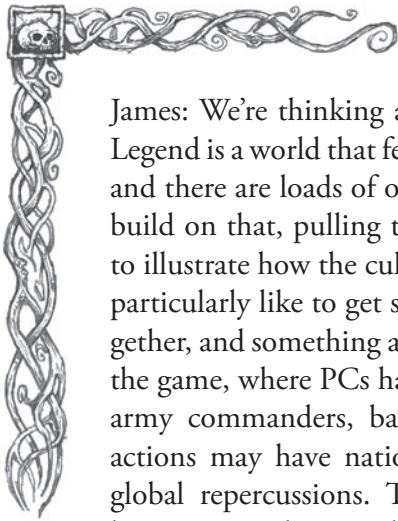 James: We're thinking a
Legend is a world that fe
and there are loads of o
build on that, pulling t
to illustrate how the cul
particularly like to get s
gether, and something a
the game, where PCs ha
army commanders, ba
actions may have natio
global repercussions. T